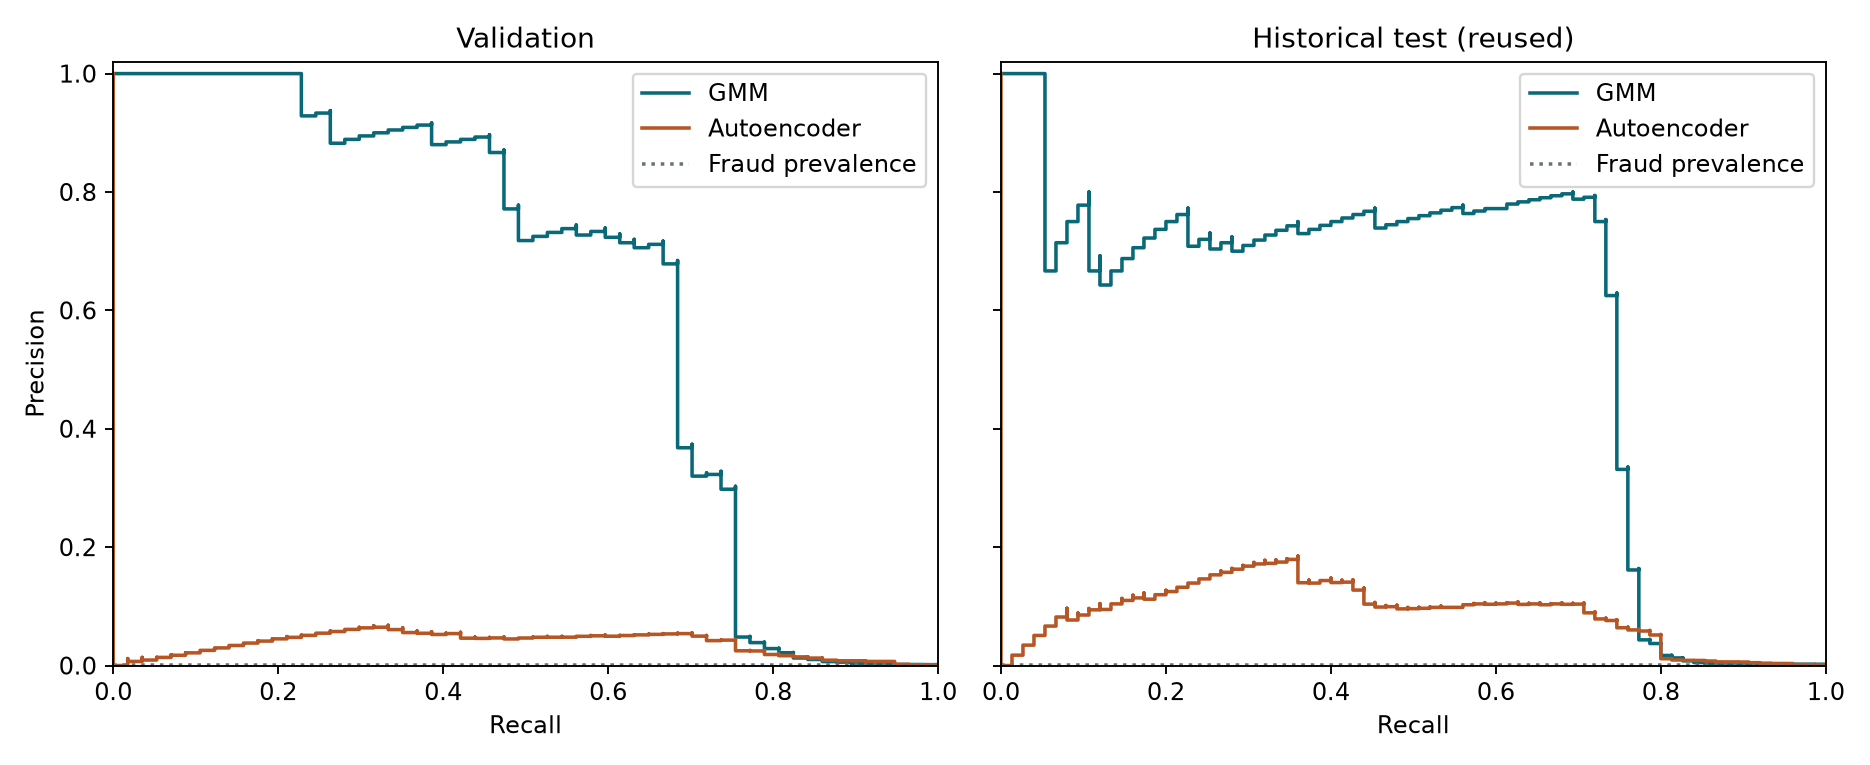 Validation
Historical test (reused)
GMM
Autoencoder
Fraud prevalence
GMM
Autoencoder
Fraud prevalence
Precision
1.0
0.8
0.6
0.4
0.2
0.0
0.0 0.2 0.4 0.6 0.8 1.0
0.0 0.2 0.4 0.6 0.8 1.0
Recall
Recall